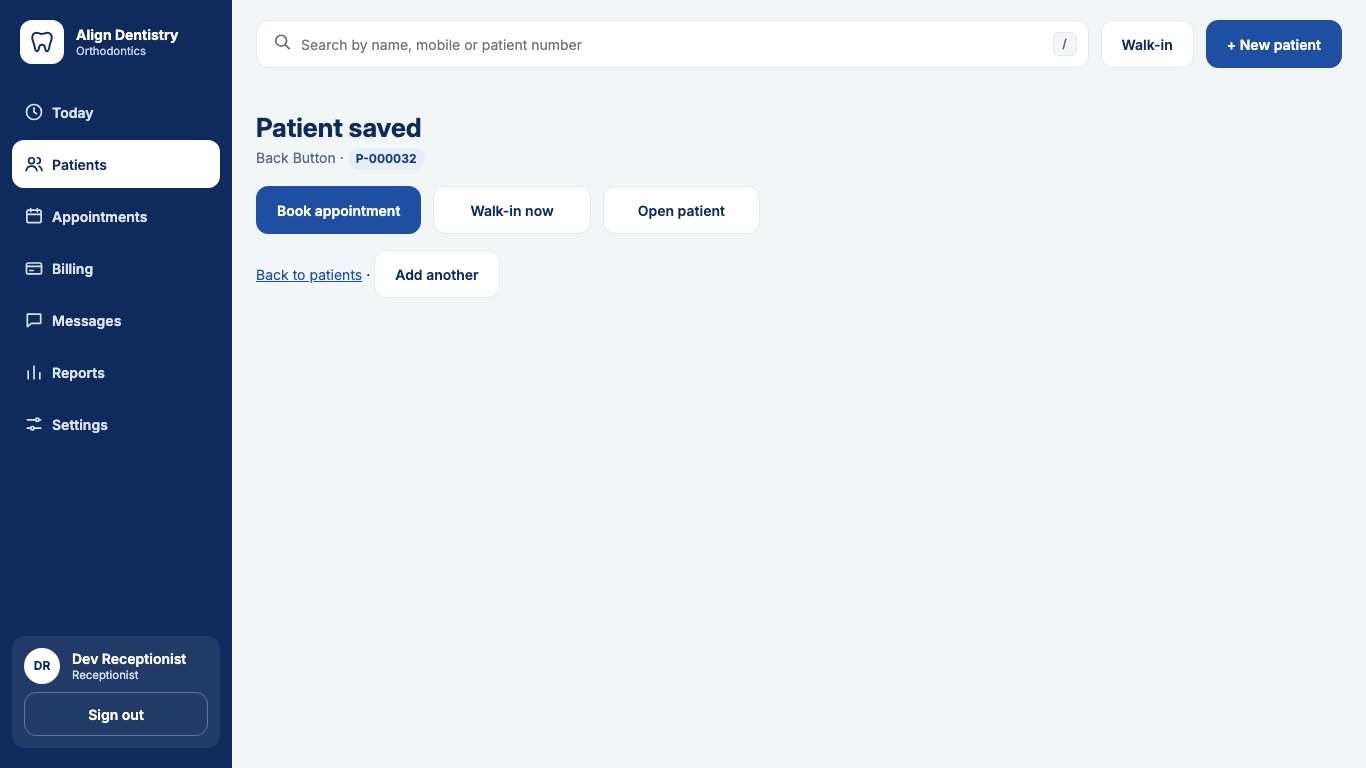 Align Dentistry
Orthodontics
Today
Patients
Appointments
Billing
Messages
Reports
Settings
DR
Dev Receptionist
Receptionist
Sign out
Search by name, mobile or patient number /
Walk-in
+ New patient
Patient saved
Back Button · P-000032
Book appointment
Walk-in now
Open patient
Back to patients · Add another